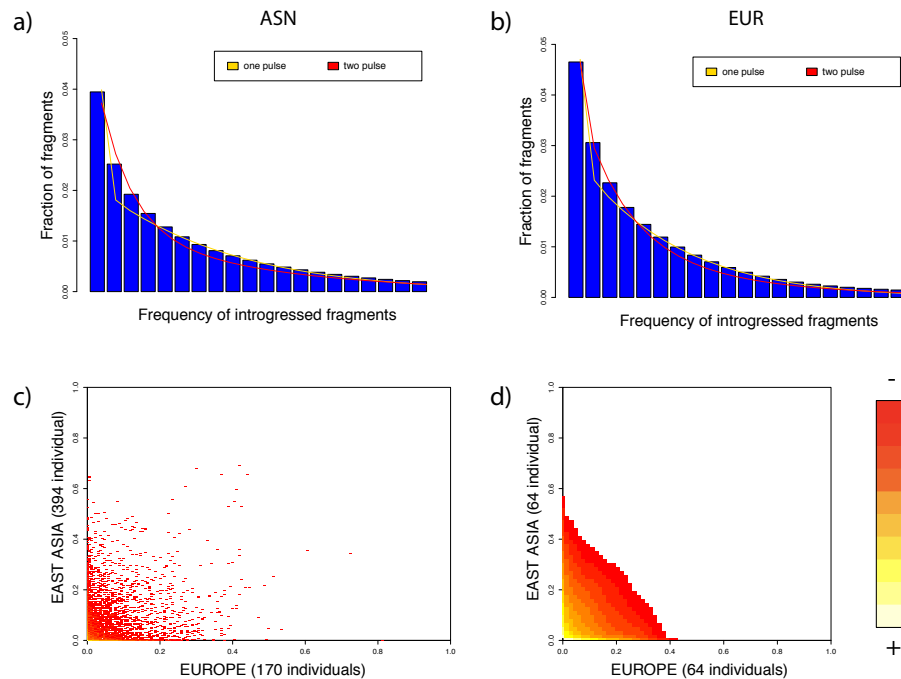 a)
ASN
one pulse
two pulse
Fraction of fragments
0.00
0.01
0.02
0.03
0.04
0.05
Frequency of introgressed fragments
b)
EUR
one pulse
two pulse
Fraction of fragments
0.00
0.01
0.02
0.03
0.04
0.05
Frequency of introgressed fragments
c)
EAST ASIA (394 individual)
0.0
0.2
0.4
0.6
0.8
1.0
0.0 0.2 0.4 0.6 0.8 1.0
EUROPE (170 individuals)
d)
EAST ASIA (64 individual)
0.0
0.2
0.4
0.6
0.8
1.0
0.0 0.2 0.4 0.6 0.8 1.0
EUROPE (64 individuals)
-
+